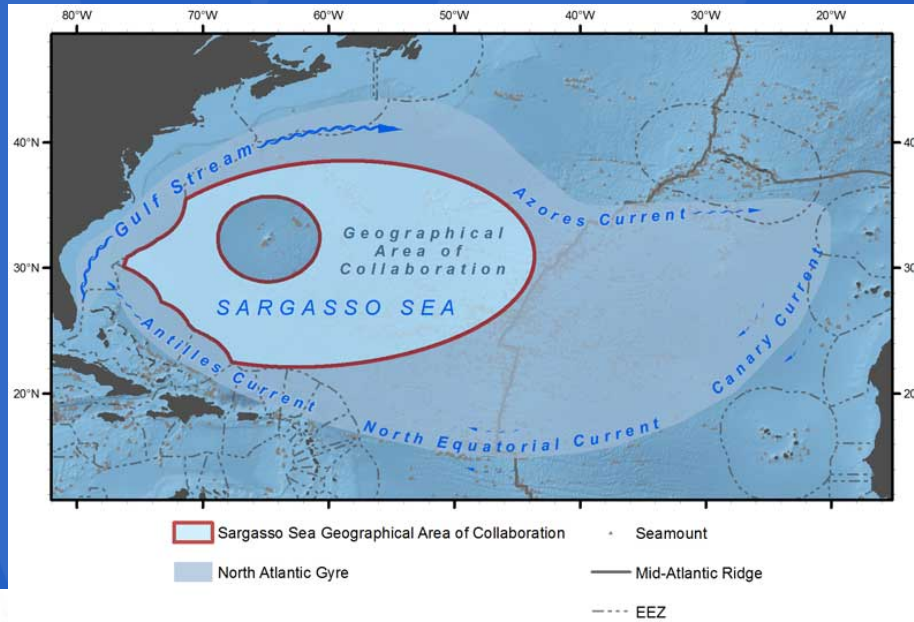 80°W 70°W 60°W 50°W 40°W 30°W 20°W
40°N 40°
Gulf Stream
Azores Current
Geographical
Area of
Collaboration
30°N 30°
SARGASSO SEA
Canary Current
Antilles Current
20°N 20°
North Equatorial Current
Sargasso Sea Geographical Area of Collaboration
Seamount
North Atlantic Gyre
Mid-Atlantic Ridge
EEZ